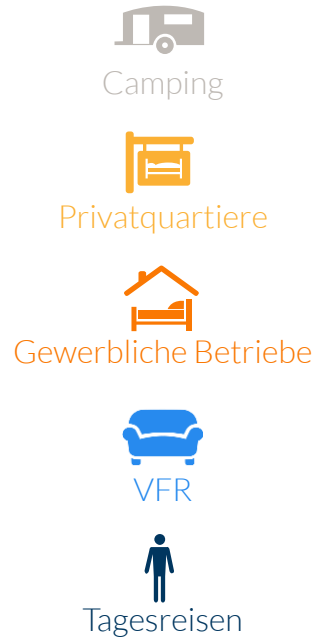 Camping
Privatquartiere
Gewerbliche Betriebe
VFR
Tagesreisen